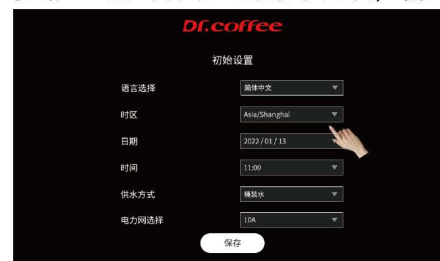 Dr.coffee
初始设置
语言选择 简体中文
时区 Asia/Shanghai
日期 2022/01/13
时间 11:00
供水方式 桶装水
电力网选择 10A
保存